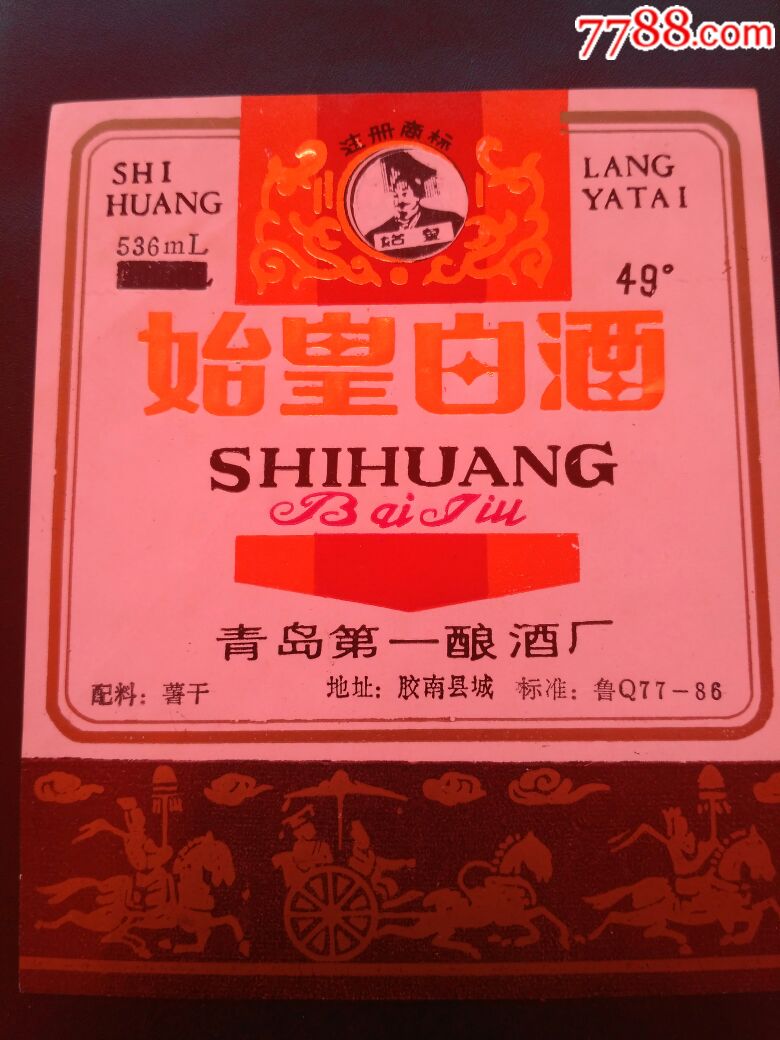 7788.com
注册商标
始皇
SHI
HUANG
536mL
LANG
YATAI
49°
始皇白酒
SHIHUANG
Bai Jiu
青岛第一酿酒厂
配料：薯干 地址：胶南县城 标准：鲁Q77-86